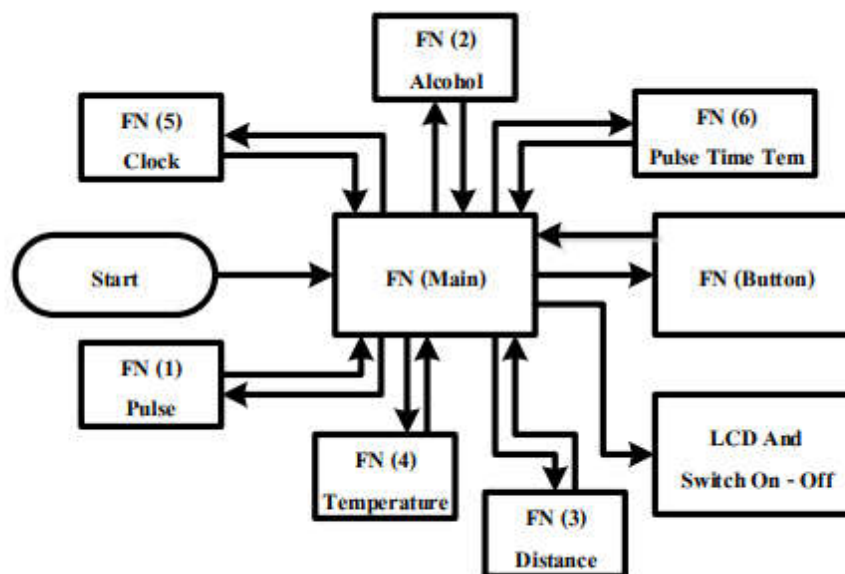 FN (2)
Alcohol
FN (5)
Clock
FN (6)
Pulse Time Tem
Start
FN (Main)
FN (Button)
FN (1)
Pulse
FN (4)
Temperature
LCD And
Switch On - Off
FN (3)
Distance